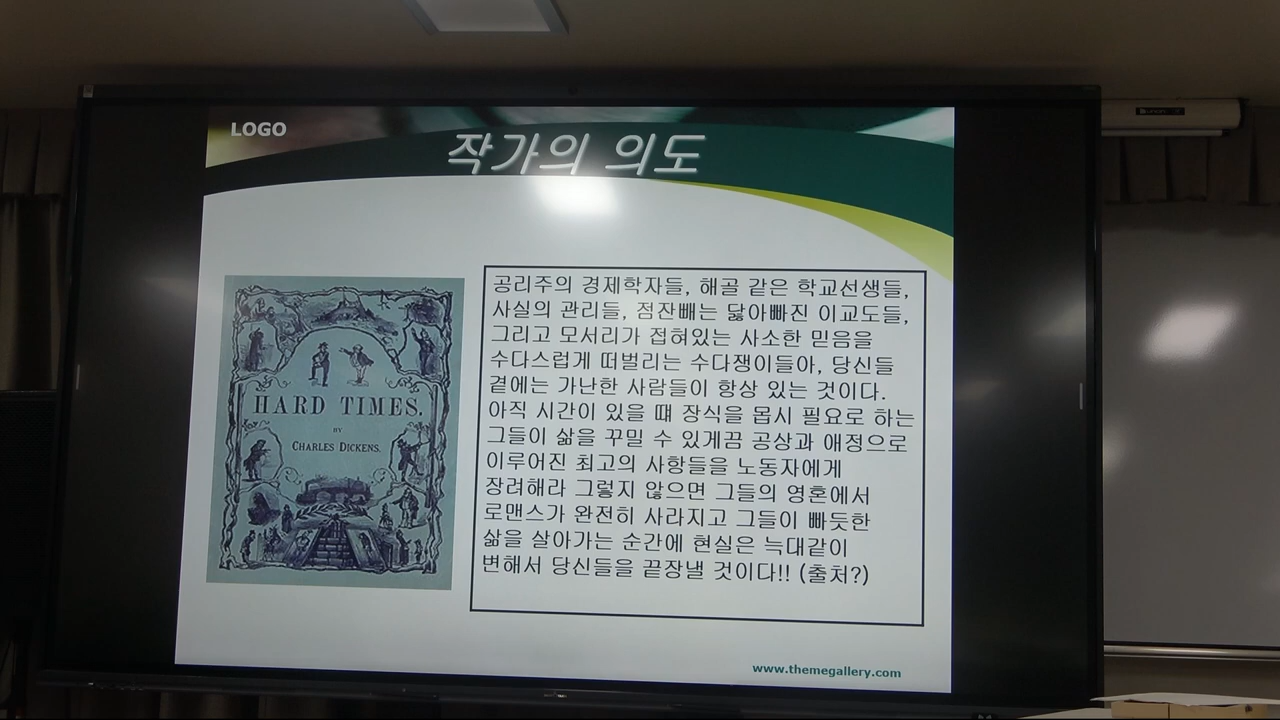 LOGO
작가의 의도
HARD TIMES.
BY
CHARLES DICKENS.
공리주의 경제학자들, 해골 같은 학교선생들,
사실의 관리들, 점잔빼는 닳아빠진 이교도들,
그리고 모서리가 접혀있는 사소한 믿음을
수다스럽게 떠벌리는 수다쟁이들아, 당신들
곁에는 가난한 사람들이 항상 있는 것이다.
아직 시간이 있을 떄 장식을 몹시 필요로 하는
그들이 삶을 꾸밀 수 있게끔 공상과 애정으로
이루어진 최고의 사항들을 노동자에게
장려해라 그렇지 않으면 그들의 영혼에서
로맨스가 완전히 사라지고 그들이 빠듯한
삶을 살아가는 순간에 현실은 늑대같이
변해서 당신들을 끝장낼 것이다!! (출처?)
www.themegallery.com